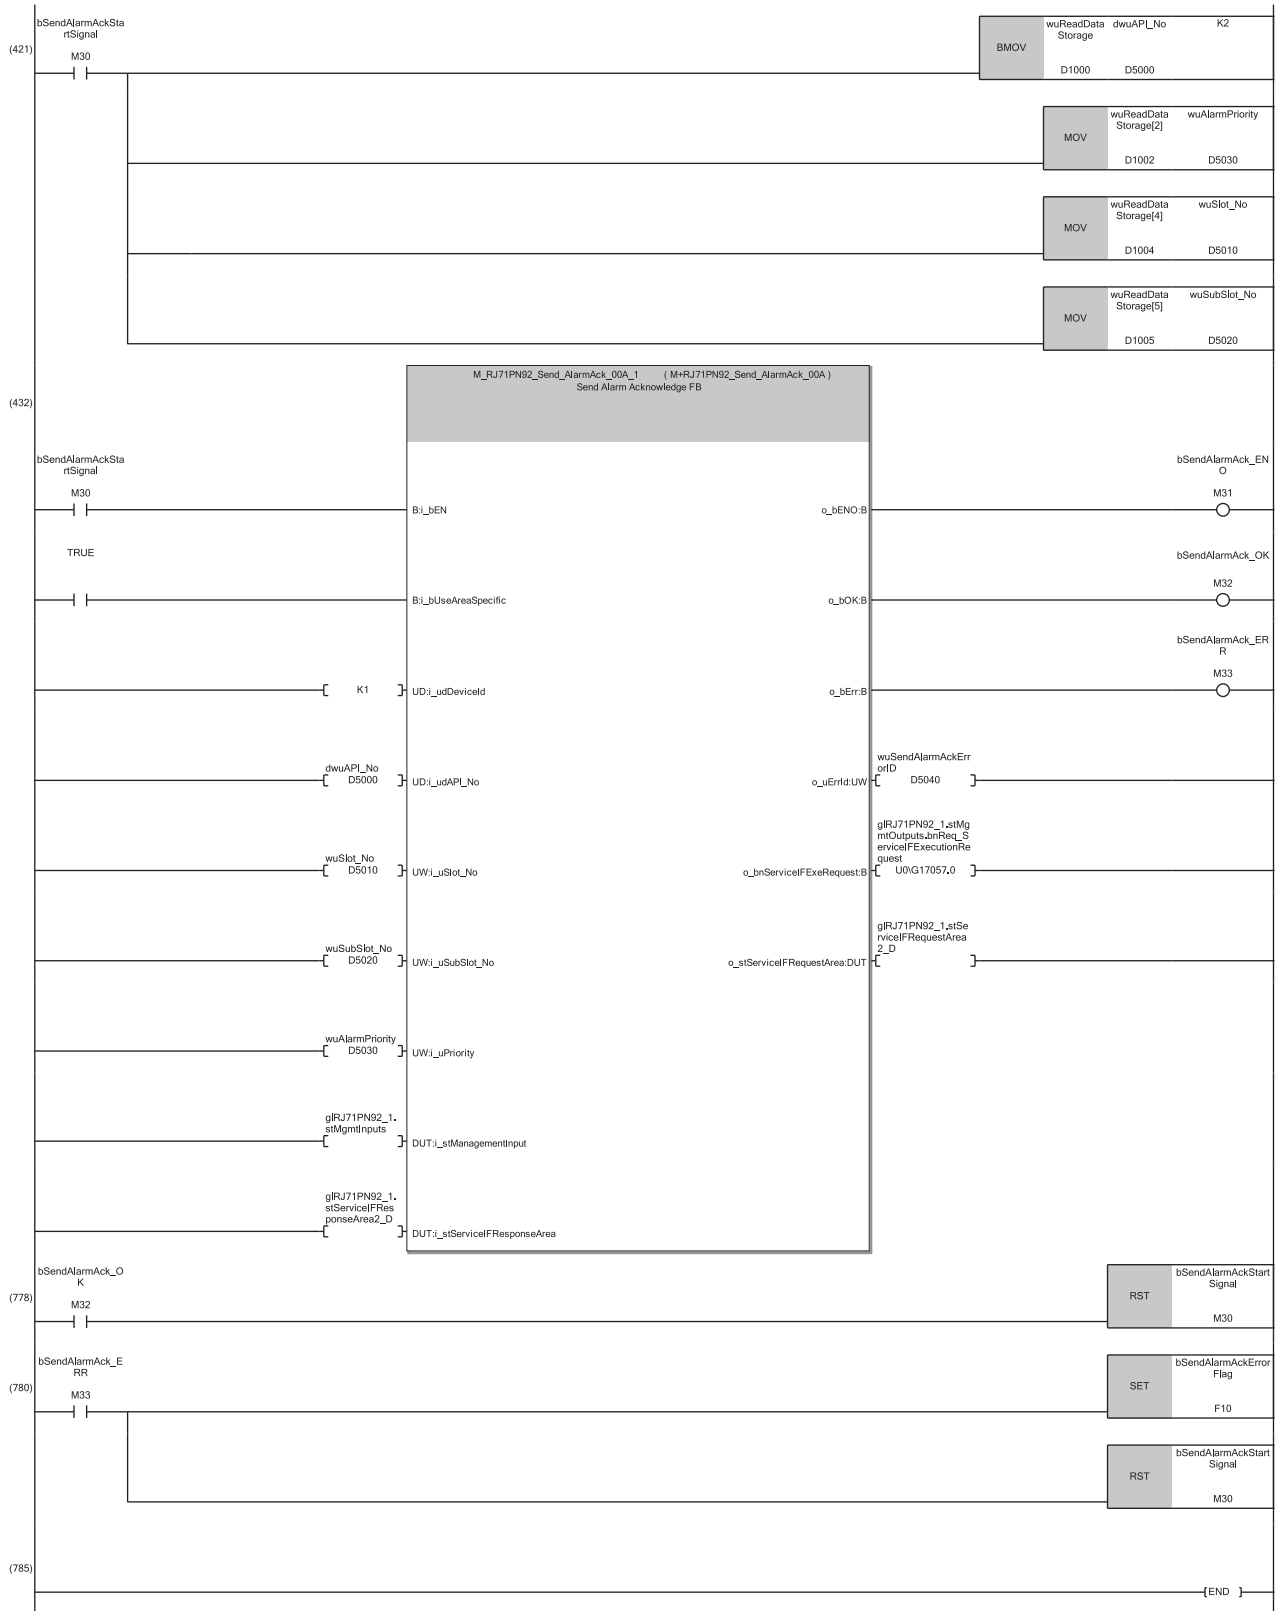 bSendAlarmAckSta
rtSignal
(421)
M30
BMOV
wuReadData
Storage
dwuAPI_No
K2
D1000
D5000
MOV
wuReadData
Storage[2]
wuAlarmPriority
D1002
D5030
MOV
wuReadData
Storage[4]
wuSlot_No
D1004
D5010
MOV
wuReadData
Storage[5]
wuSubSlot_No
D1005
D5020
(432)
M_RJ71PN92_Send_AlarmAck_00A_1 ( M+RJ71PN92_Send_AlarmAck_00A )
Send Alarm Acknowledge FB
bSendAlarmAckSta
rtSignal
M30
B:i_bEN
o_bENO:B
bSendAlarmAck_EN
O
M31
TRUE
B:i_bUseAreaSpecific
o_bOK:B
bSendAlarmAck_OK
M32
K1
UD:i_udDeviceId
o_bErr:B
bSendAlarmAck_ER
R
M33
dwuAPI_No
D5000
UD:i_udAPI_No
o_uErrId:UW
wuSendAlarmAckErr
orID
D5040
wuSlot_No
D5010
UW:i_uSlot_No
o_bnServiceIFExeRequest:B
glRJ71PN92_1.stMg
mtOutputs.bnReq_S
erviceIFExecutionRe
quest
U0\G17057.0
wuSubSlot_No
D5020
UW:i_uSubSlot_No
o_stServiceIFRequestArea:DUT
glRJ71PN92_1.stSe
rviceIFRequestArea
2_D
wuAlarmPriority
D5030
UW:i_uPriority
glRJ71PN92_1.
stMgmtInputs
DUT:i_stManagementInput
glRJ71PN92_1.
stServiceIFRes
ponseArea2_D
DUT:i_stServiceIFResponseArea
bSendAlarmAck_O
K
(778)
M32
RST
bSendAlarmAckStart
Signal
M30
bSendAlarmAck_E
RR
(780)
M33
SET
bSendAlarmAckError
Flag
F10
RST
bSendAlarmAckStart
Signal
M30
(785)
END